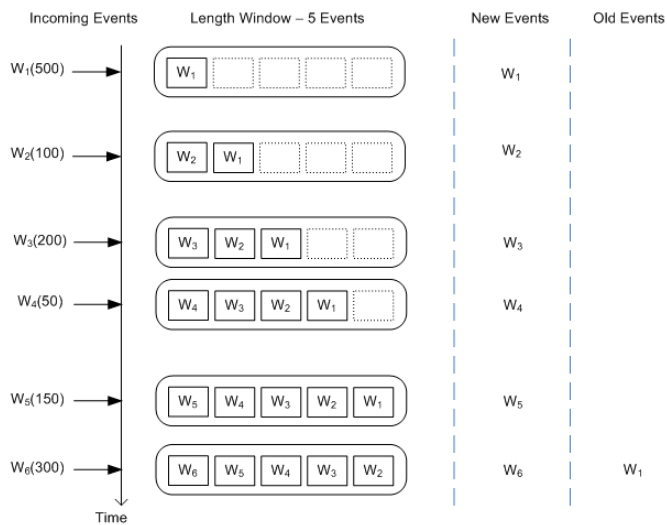 Incoming Events Length Window – 5 Events New Events Old Events
W₁(500) W₁ W₁
W₂(100) W₂ W₁ W₂
W₃(200) W₃ W₂ W₁ W₃
W₄(50) W₄ W₃ W₂ W₁ W₄
W₅(150) W₅ W₄ W₃ W₂ W₁ W₅
W₆(300) W₆ W₅ W₄ W₃ W₂ W₆ W₁
Time